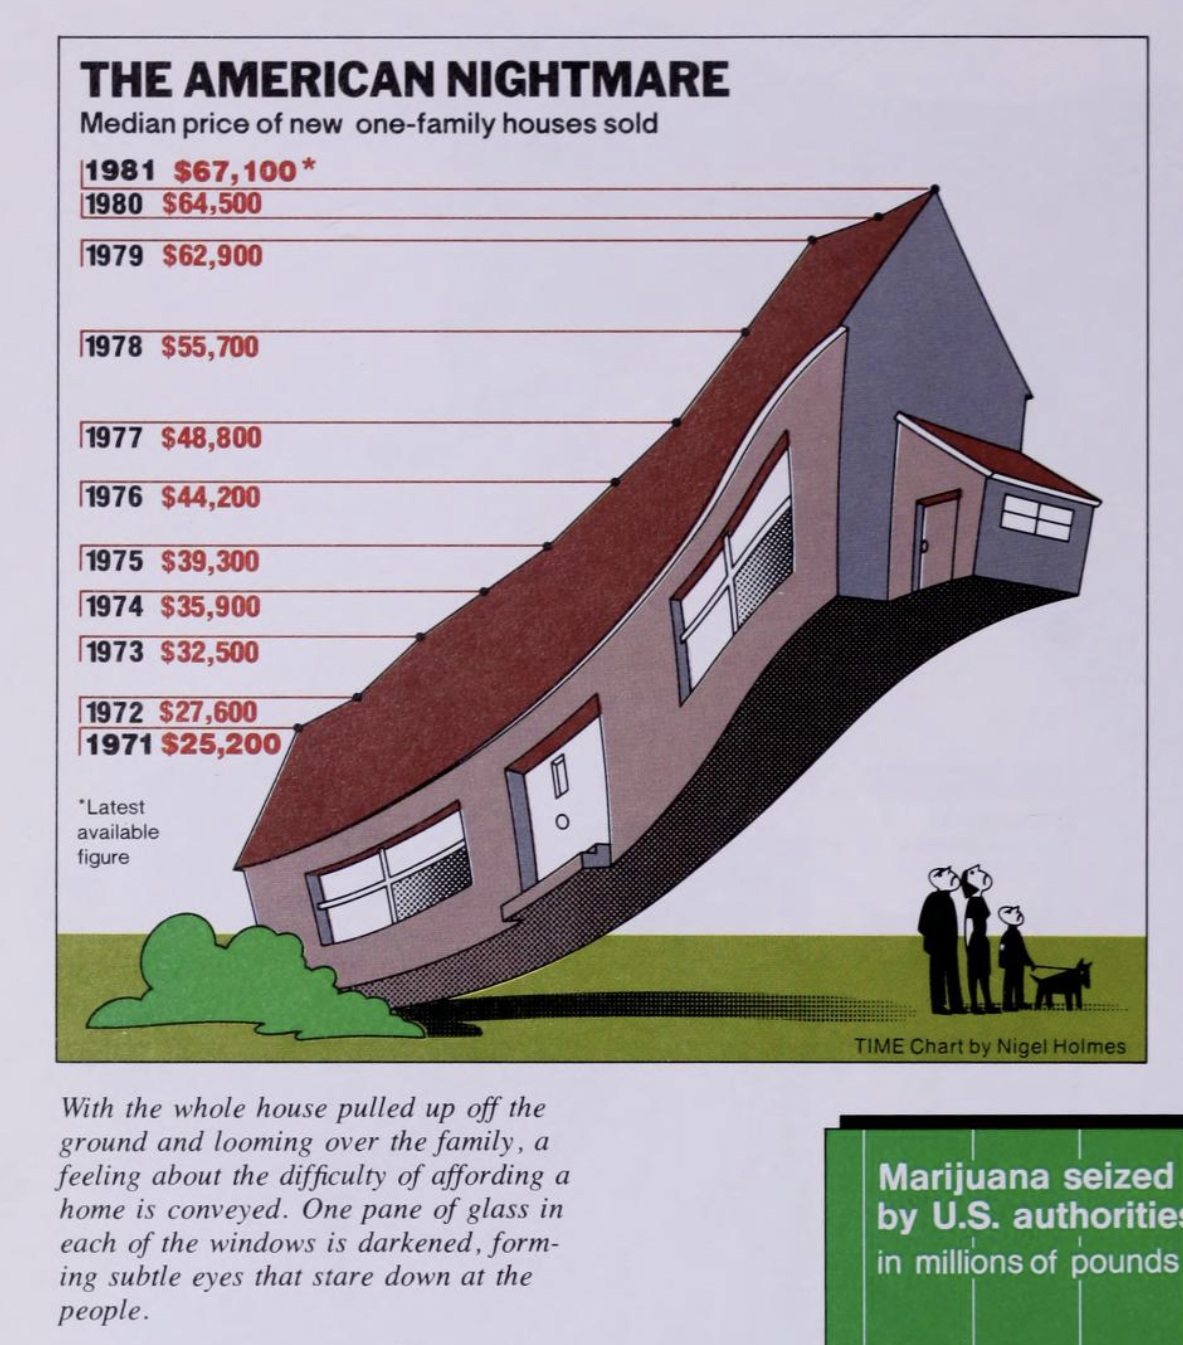 THE AMERICAN NIGHTMARE
Median price of new one-family houses sold
1981 $67,100*
1980 $64,500
1979 $62,900
1978 $55,700
1977 $48,800
1976 $44,200
1975 $39,300
1974 $35,900
1973 $32,500
1972 $27,600
1971 $25,200
*Latest
available
figure
TIME Chart by Nigel Holmes
With the whole house pulled up off the
ground and looming over the family, a
feeling about the difficulty of affording a
home is conveyed. One pane of glass in
each of the windows is darkened, form-
ing subtle eyes that stare down at the
people.
Marijuana seized
by U.S. authorities
in millions of pounds